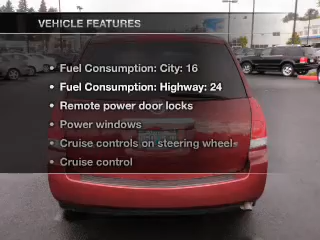 VEHICLE FEATURES
• Fuel Consumption: City: 16
• Fuel Consumption: Highway: 24
• Remote power door locks
• Power windows
• Cruise controls on steering wheel
• Cruise control